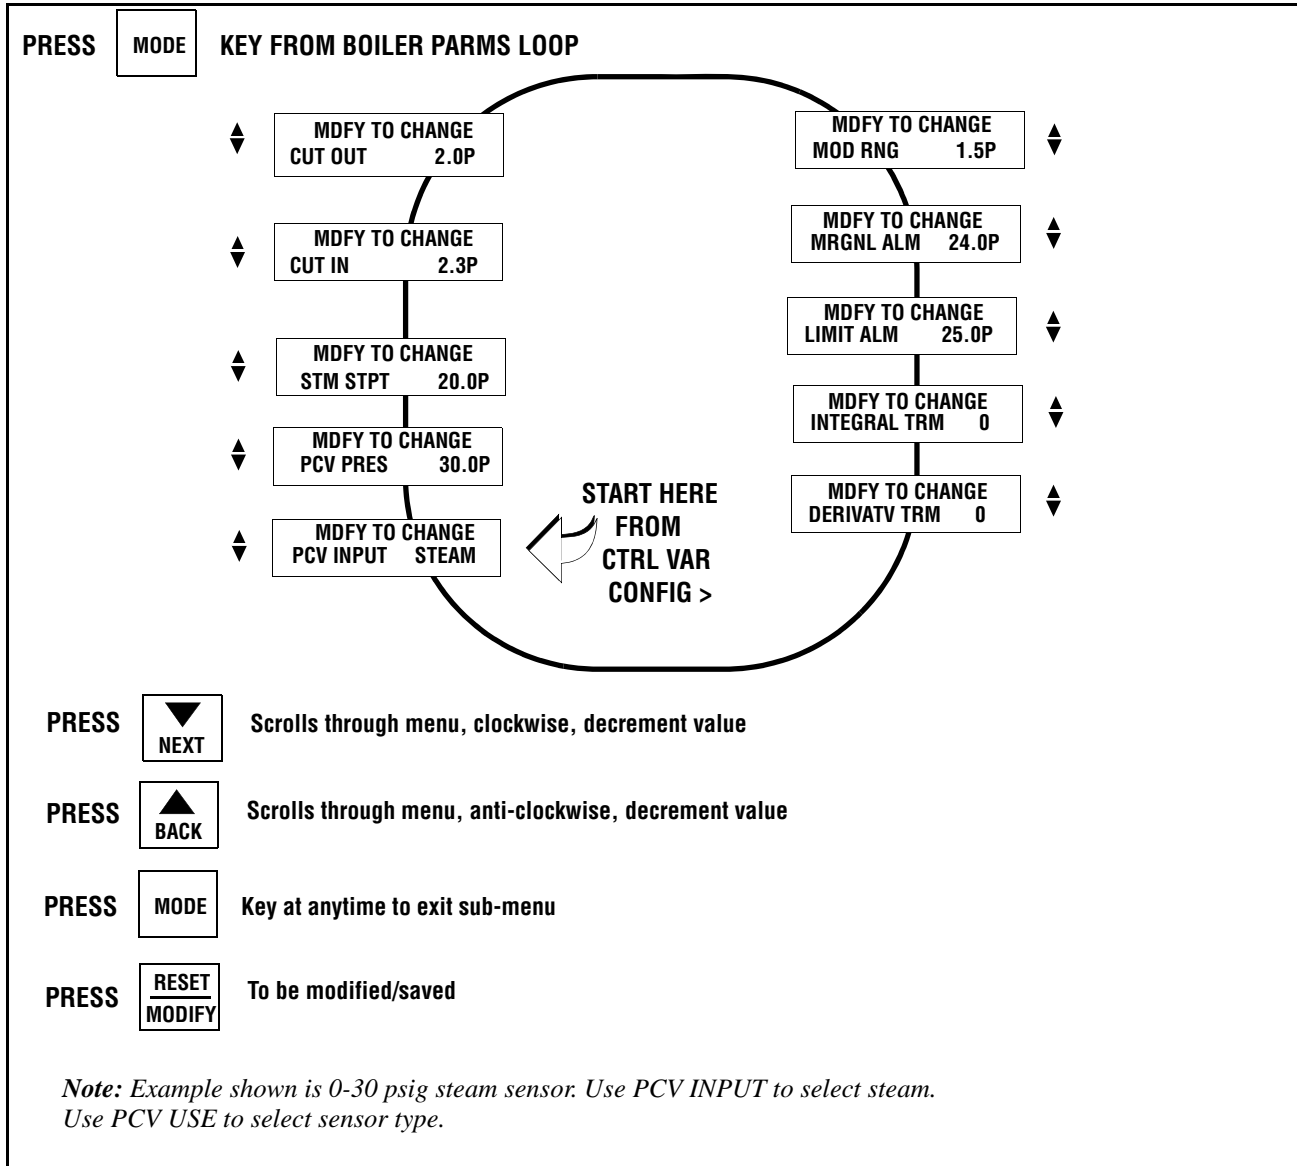 PRESS MODE KEY FROM BOILER PARMS LOOP
MDFY TO CHANGE
CUT OUT 2.0P
MDFY TO CHANGE
CUT IN 2.3P
MDFY TO CHANGE
STM STPT 20.0P
MDFY TO CHANGE
PCV PRES 30.0P
MDFY TO CHANGE
PCV INPUT STEAM
START HERE
FROM
CTRL VAR
CONFIG >
MDFY TO CHANGE
MOD RNG 1.5P
MDFY TO CHANGE
MRGNL ALM 24.0P
MDFY TO CHANGE
LIMIT ALM 25.0P
MDFY TO CHANGE
INTEGRAL TRM 0
MDFY TO CHANGE
DERIVATV TRM 0
PRESS NEXT Scrolls through menu, clockwise, decrement value
PRESS BACK Scrolls through menu, anti-clockwise, decrement value
PRESS MODE Key at anytime to exit sub-menu
PRESS RESET MODIFY To be modified/saved
Note: Example shown is 0-30 psig steam sensor. Use PCV INPUT to select steam.
Use PCV USE to select sensor type.